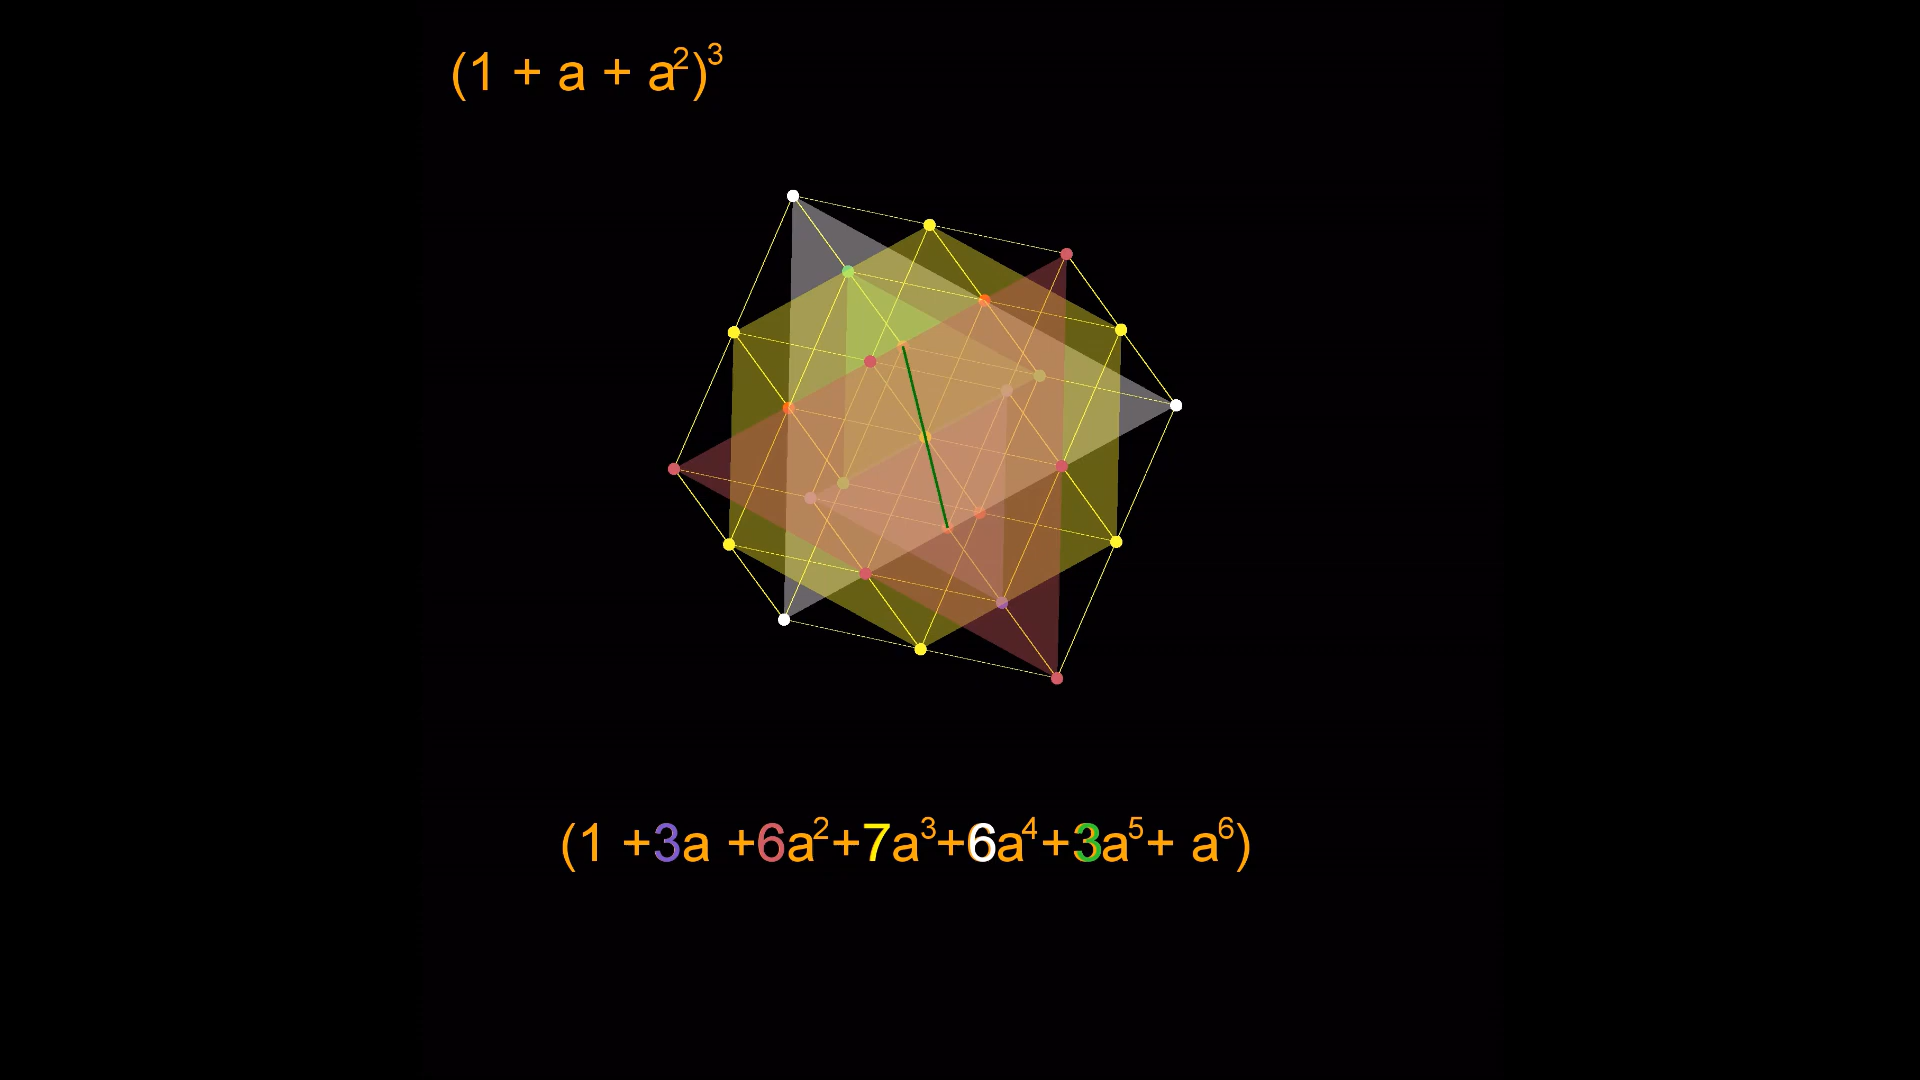 (1 + a + a²)³
(1 +3a +6a²+7a³+6a⁴+3a⁵+ a⁶)